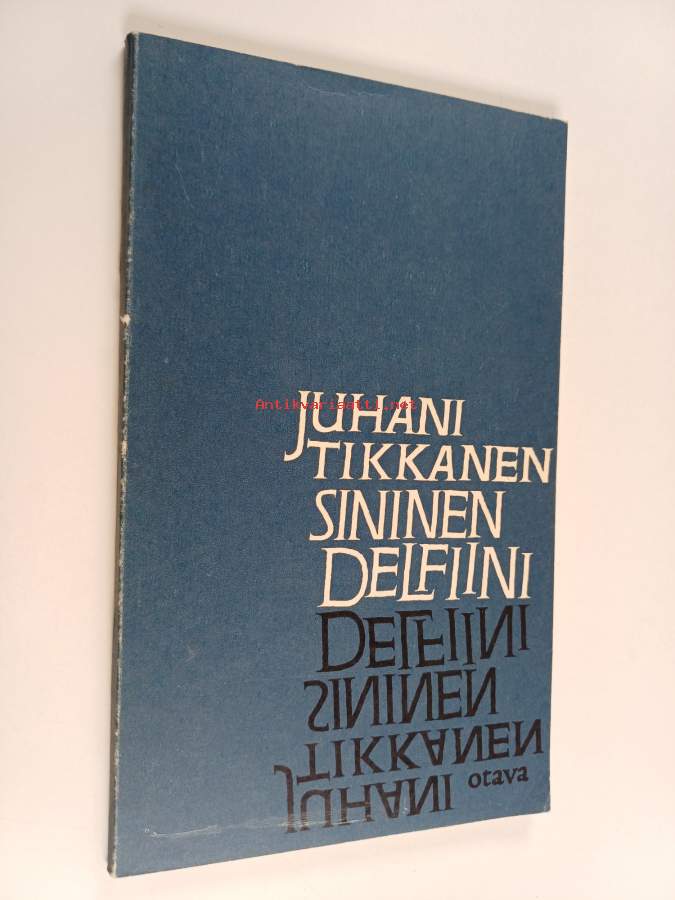 JUHANI
Antikvariaatti.net
TIKKANEN
SININEN
DELFIINI
DELFIINI
SININEN
TIKKANEN
otava
JUHANI